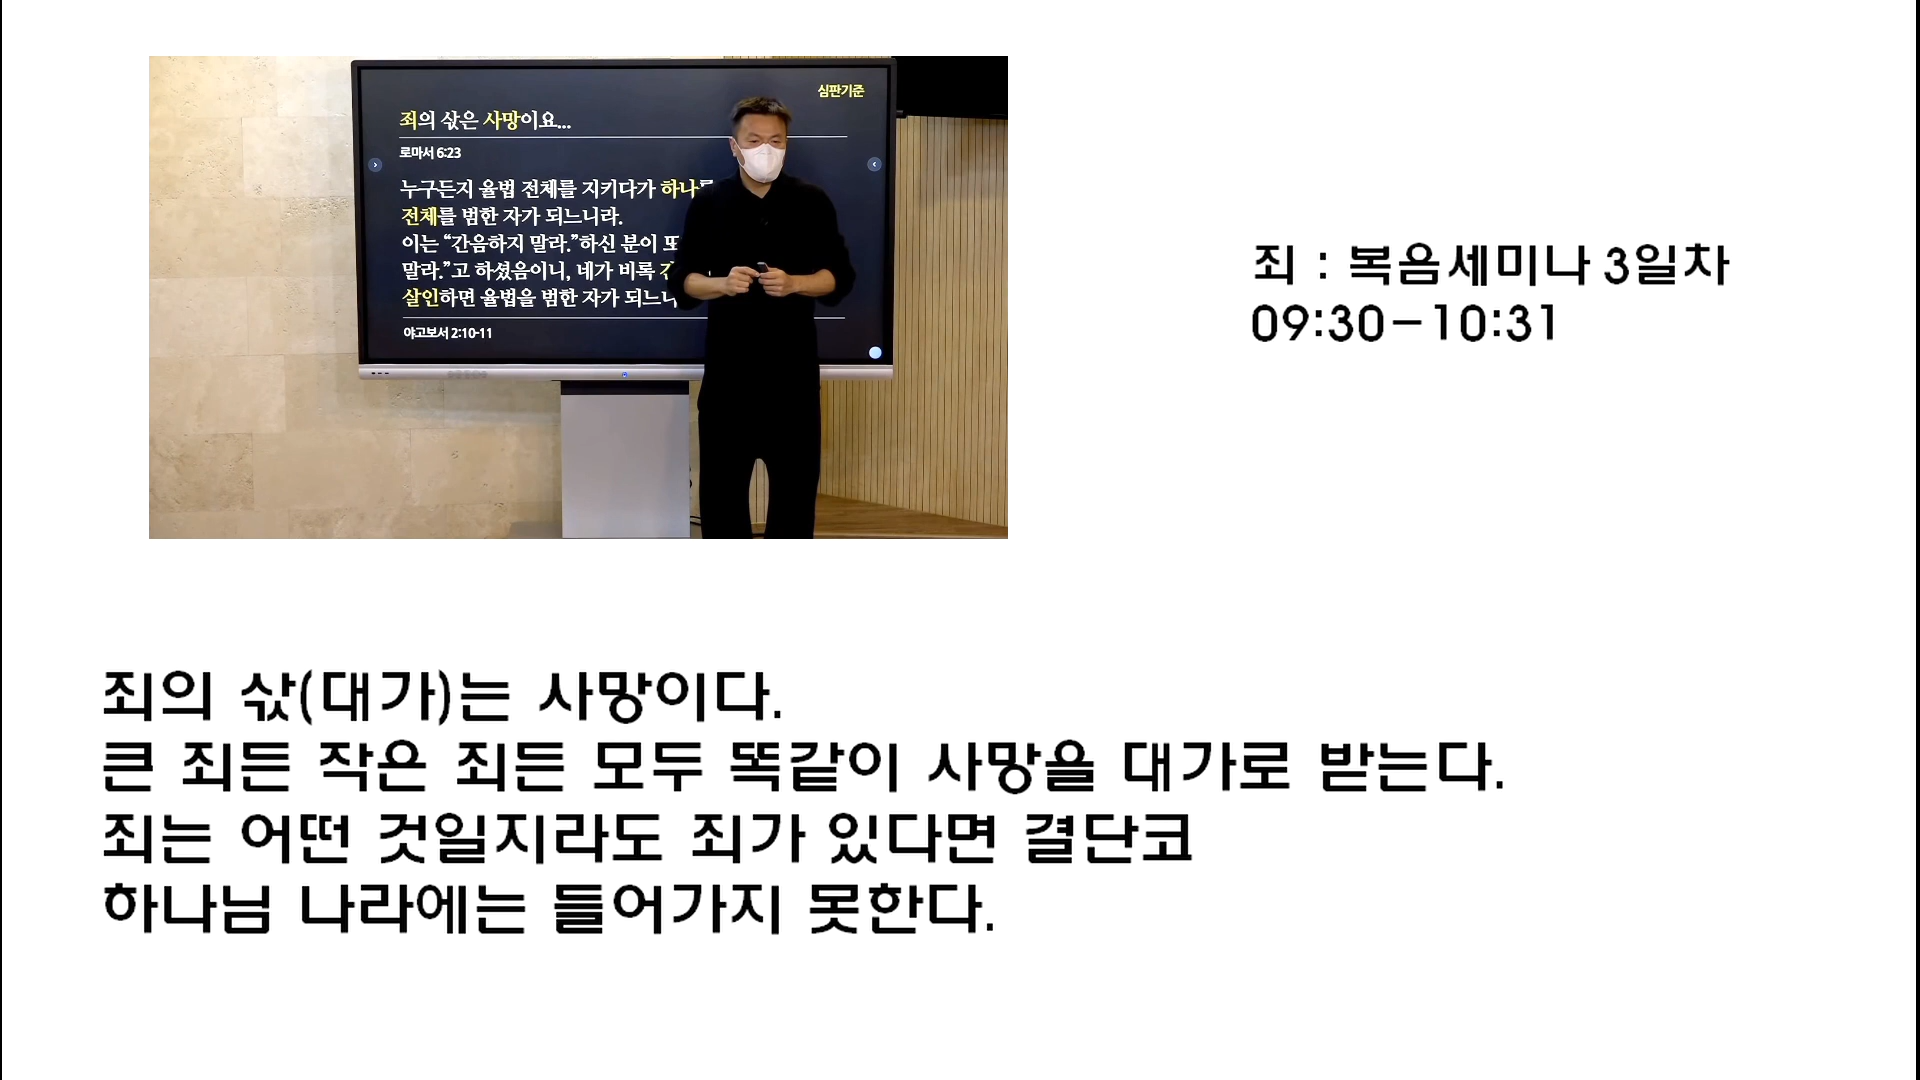 심판기준
죄의 삯은 사망이요...
로마서 6:23
누구든지 율법 전체를 지키다가 하나를
전체를 범한 자가 되느니라.
이는 “간음하지 말라.”하신 분이 또
말라.”고 하셨음이니, 네가 비록
살인하면 율법을 범한 자가 되느니
야고보서 2:10-11
죄 : 복음세미나 3일차
09:30-10:31
죄의 삯(대가)는 사망이다.
큰 죄든 작은 죄든 모두 똑같이 사망을 대가로 받는다.
죄는 어떤 것일지라도 죄가 있다면 결단코
하나님 나라에는 들어가지 못한다.